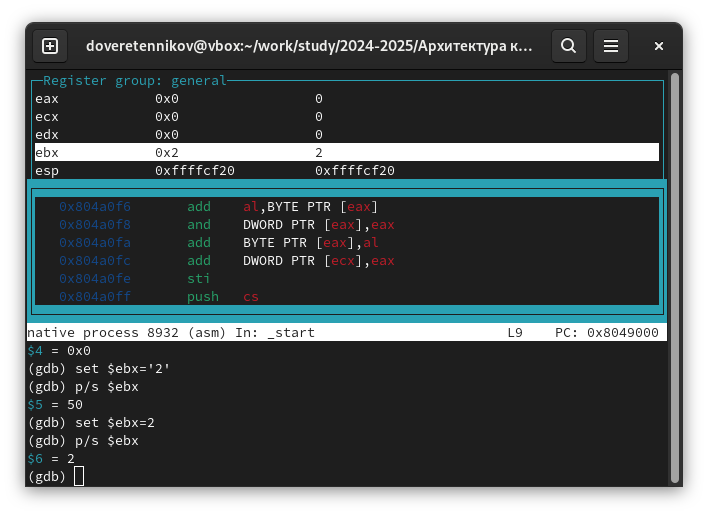 doveretennikov@vbox:~/work/study/2024-2025/Архитектура к...
Register group: general
eax 0x0 0
ecx 0x0 0
edx 0x0 0
ebx 0x2 2
esp 0xffffcf20 0xffffcf20
0x804a0f6 add al,BYTE PTR [eax]
0x804a0f8 and DWORD PTR [eax],eax
0x804a0fa add BYTE PTR [eax],al
0x804a0fc add DWORD PTR [ecx],eax
0x804a0fe sti
0x804a0ff push cs
native process 8932 (asm) In: _start L9 PC: 0x8049000
$4 = 0x0
(gdb) set $ebx='2'
(gdb) p/s $ebx
$5 = 50
(gdb) set $ebx=2
(gdb) p/s $ebx
$6 = 2
(gdb)